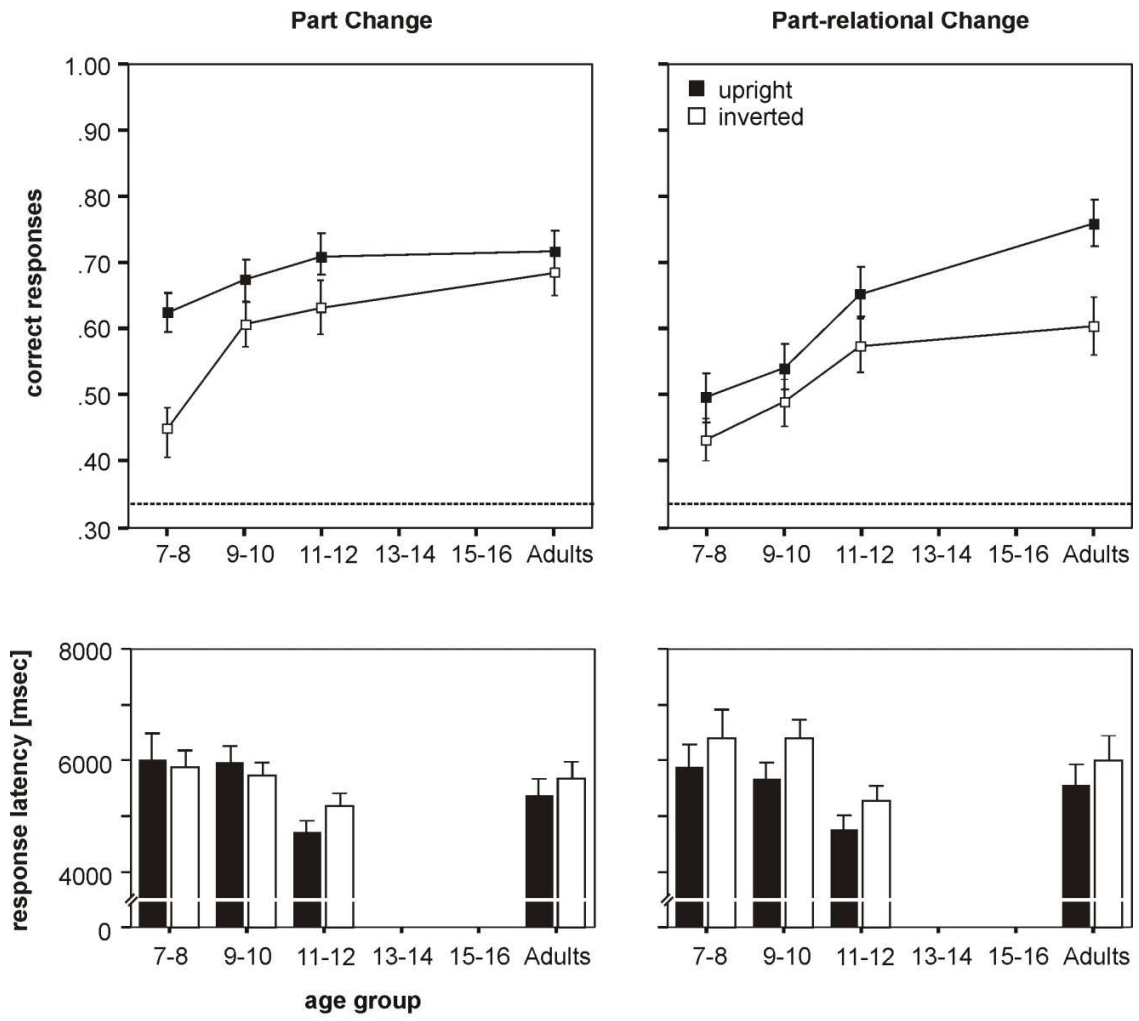 Part Change
Part-relational Change
correct responses
1.00
.90
.80
.70
.60
.50
.40
.30
upright
inverted
7-8 9-10 11-12 13-14 15-16 Adults
7-8 9-10 11-12 13-14 15-16 Adults
response latency [msec]
8000
6000
4000
0
7-8 9-10 11-12 13-14 15-16 Adults
7-8 9-10 11-12 13-14 15-16 Adults
age group